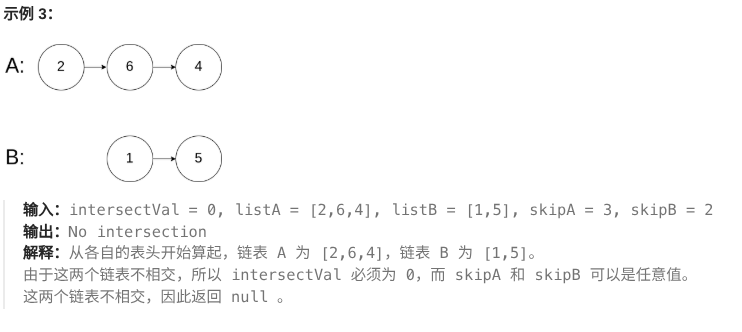 示例 3：
A: 2 6 4
B: 1 5
输入：intersectVal = 0, listA = [2,6,4], listB = [1,5], skipA = 3, skipB = 2
输出：No intersection
解释：从各自的表头开始算起，链表 A 为 [2,6,4]，链表 B 为 [1,5]。
由于这两个链表不相交，所以 intersectVal 必须为 0，而 skipA 和 skipB 可以是任意值。
这两个链表不相交，因此返回 null 。